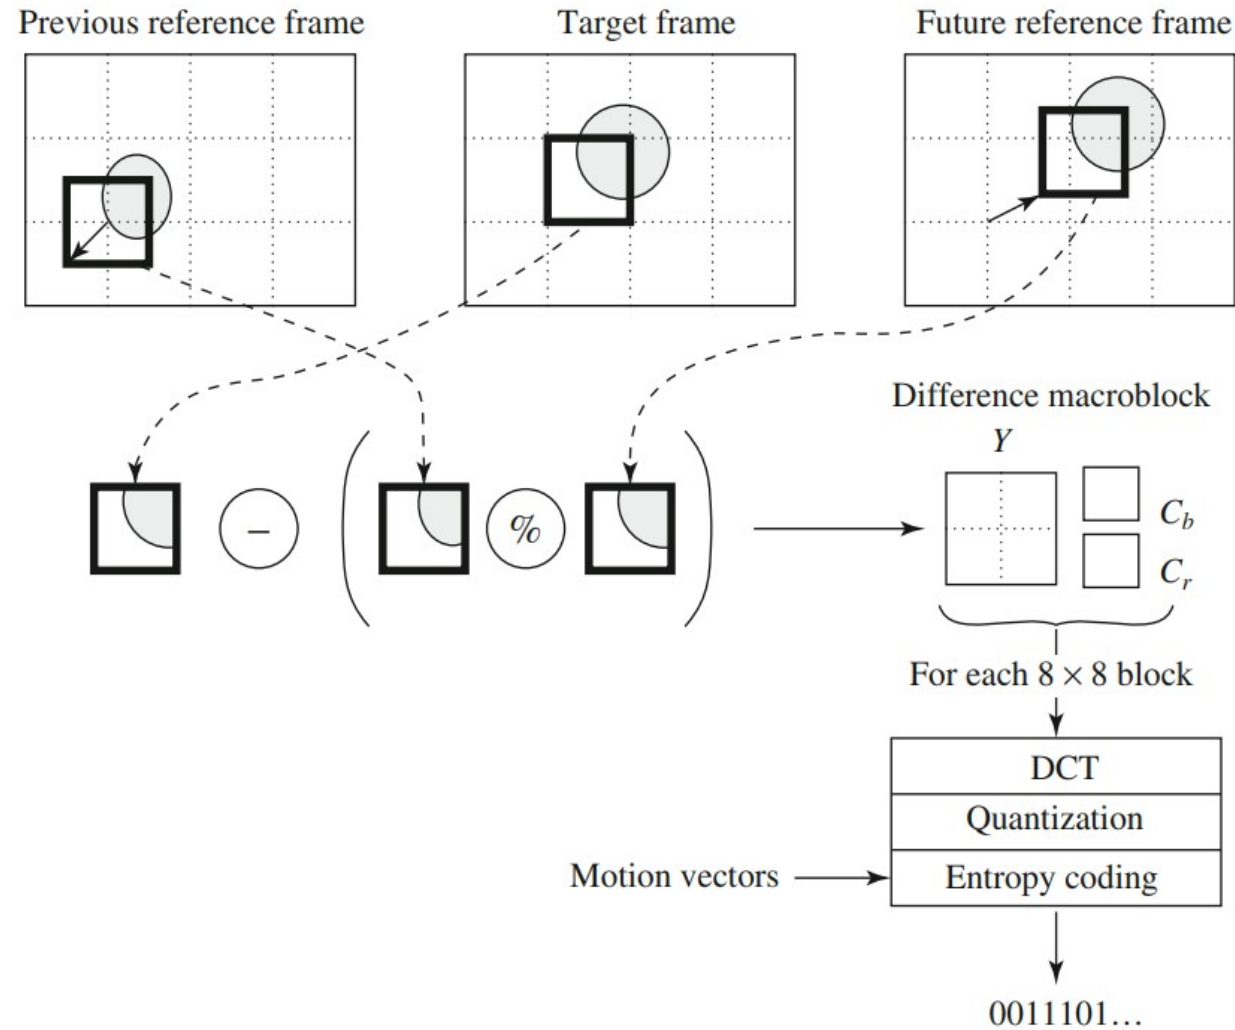 Previous reference frame
Target frame
Future reference frame
Difference macroblock
Y
−
%
C_b
C_r
For each 8 × 8 block
DCT
Quantization
Motion vectors
Entropy coding
0011101…